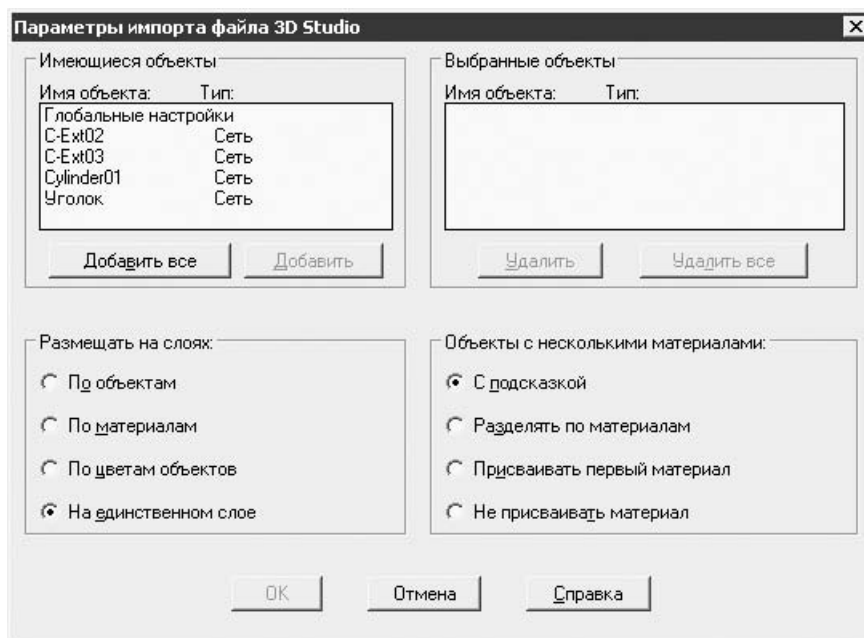 Параметры импорта файла 3D Studio
Имеющиеся объекты
Имя объекта: Тип:
Глобальные настройки
C-Ext02 Сеть
C-Ext03 Сеть
Cylinder01 Сеть
Уголок Сеть
Добавить все Добавить
Выбранные объекты
Имя объекта: Тип:
Удалить Удалить все
Размещать на слоях:
По объектам
По материалам
По цветам объектов
На единственном слое
Объекты с несколькими материалами:
С подсказкой
Разделять по материалам
Присваивать первый материал
Не присваивать материал
OK Отмена Справка